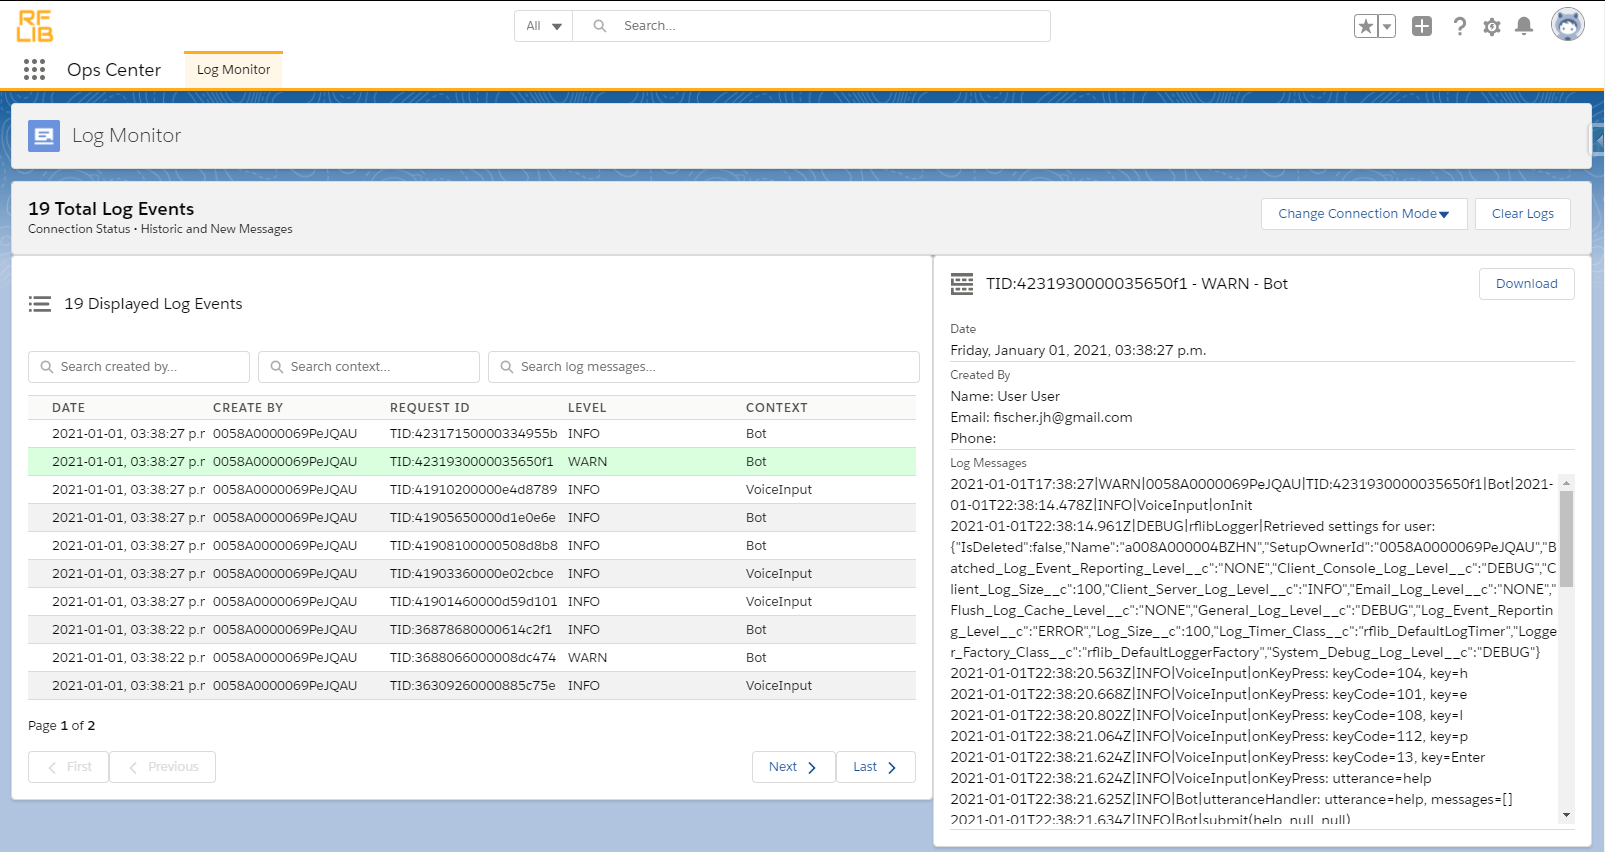 RF
LIB
All
Search...
Ops Center
Log Monitor
Log Monitor
19 Total Log Events
Connection Status • Historic and New Messages
Change Connection Mode
Clear Logs
19 Displayed Log Events
Search created by...
Search context...
Search log messages...
DATE CREATE BY REQUEST ID LEVEL CONTEXT
2021-01-01, 03:38:27 p.r 0058A0000069PeJQAU TID:42317150000334955b INFO Bot
2021-01-01, 03:38:27 p.r 0058A0000069PeJQAU TID:4231930000035650f1 WARN Bot
2021-01-01, 03:38:27 p.r 0058A0000069PeJQAU TID:41910200000e4d8789 INFO VoiceInput
2021-01-01, 03:38:27 p.r 0058A0000069PeJQAU TID:41905650000d1e0e6e INFO Bot
2021-01-01, 03:38:27 p.r 0058A0000069PeJQAU TID:41908100000508d8b8 INFO Bot
2021-01-01, 03:38:27 p.r 0058A0000069PeJQAU TID:41903360000e02cbce INFO VoiceInput
2021-01-01, 03:38:27 p.r 0058A0000069PeJQAU TID:41901460000d59d101 INFO VoiceInput
2021-01-01, 03:38:22 p.r 0058A0000069PeJQAU TID:36878680000614c2f1 INFO Bot
2021-01-01, 03:38:22 p.r 0058A0000069PeJQAU TID:3688066000008dc474 WARN Bot
2021-01-01, 03:38:21 p.r 0058A0000069PeJQAU TID:36309260000885c75e INFO VoiceInput
Page 1 of 2
First
Previous
Next
Last
TID:4231930000035650f1 - WARN - Bot
Download
Date
Friday, January 01, 2021, 03:38:27 p.m.
Created By
Name: User User
Email: fischer.jh@gmail.com
Phone:
Log Messages
2021-01-01T17:38:27|WARN|0058A0000069PeJQAU|TID:4231930000035650f1|Bot|2021-
01-01T22:38:14.478Z|INFO|VoiceInput|onInit
2021-01-01T22:38:14.961Z|DEBUG|rflibLogger|Retrieved settings for user:
{"IsDeleted":false,"Name":"a008A000004BZHN","SetupOwnerId":"0058A0000069PeJQAU","B
atched_Log_Event_Reporting_Level__c":"NONE","Client_Console_Log_Level__c":"DEBUG","C
lient_Log_Size__c":100,"Client_Server_Log_Level__c":"INFO","Email_Log_Level__c":"NONE","
Flush_Log_Cache_Level__c":"NONE","General_Log_Level__c":"DEBUG","Log_Event_Reportin
g_Level__c":"ERROR","Log_Size__c":100,"Log_Timer_Class__c":"rflib_DefaultLogTimer","Logge
r_Factory_Class__c":"rflib_DefaultLoggerFactory","System_Debug_Log_Level__c":"DEBUG"}
2021-01-01T22:38:20.563Z|INFO|VoiceInput|onKeyPress: keyCode=104, key=h
2021-01-01T22:38:20.668Z|INFO|VoiceInput|onKeyPress: keyCode=101, key=e
2021-01-01T22:38:20.802Z|INFO|VoiceInput|onKeyPress: keyCode=108, key=l
2021-01-01T22:38:21.064Z|INFO|VoiceInput|onKeyPress: keyCode=112, key=p
2021-01-01T22:38:21.624Z|INFO|VoiceInput|onKeyPress: keyCode=13, key=Enter
2021-01-01T22:38:21.624Z|INFO|VoiceInput|onKeyPress: utterance=help
2021-01-01T22:38:21.625Z|INFO|Bot|utteranceHandler: utterance=help, messages=[]
2021-01-01T22:38:21.634Z|INFO|Bot|submit(help, null, null)